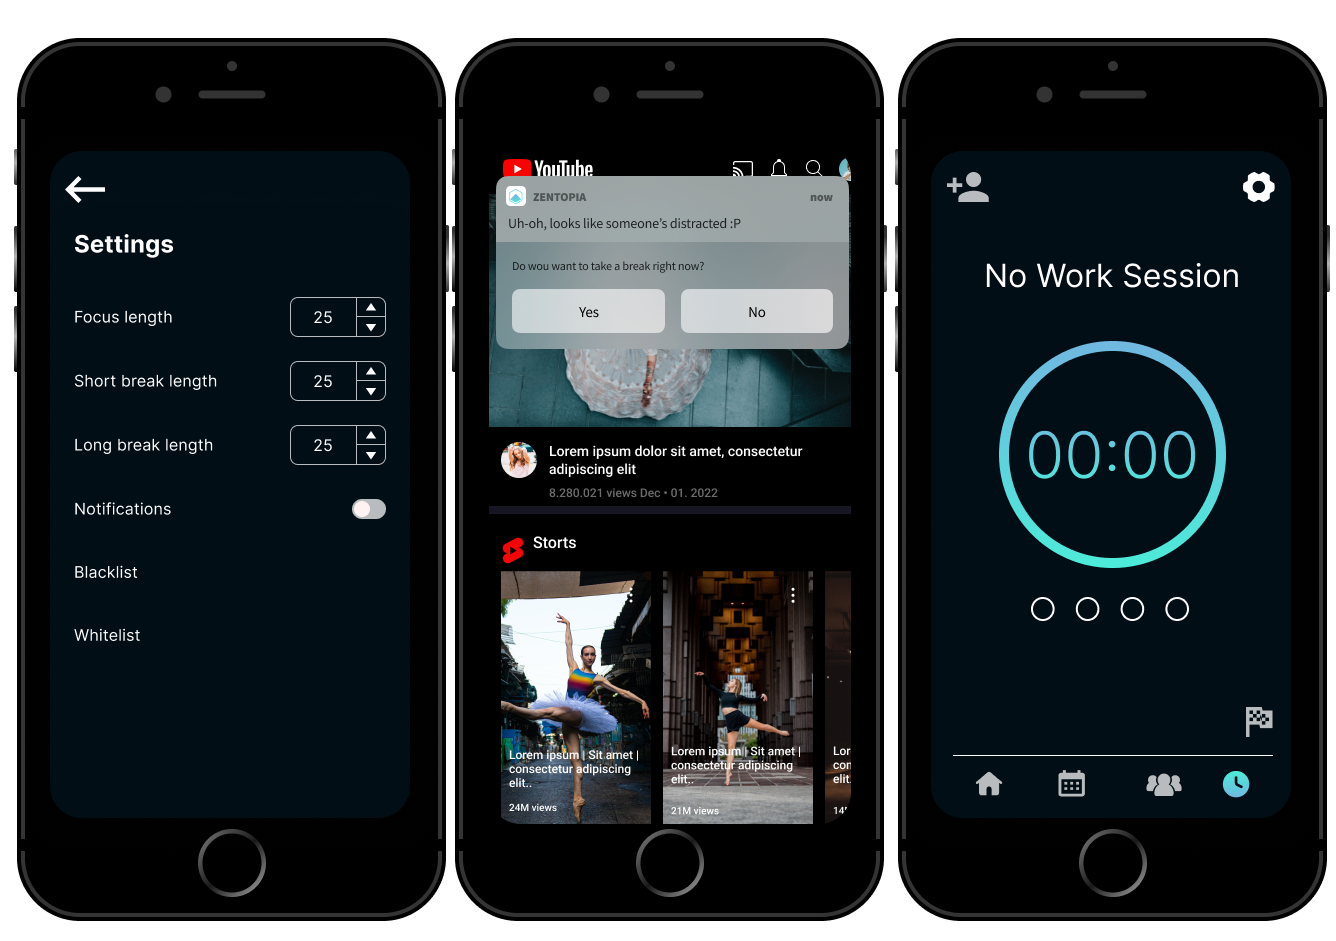 Settings
Focus length
25
Short break length
25
Long break length
25
Notifications
Blacklist
Whitelist
YouTube
ZENTOPIA
now
Uh-oh, looks like someone's distracted :P
Do wou want to take a break right now?
Yes
No
Lorem ipsum dolor sit amet, consectetur
adipiscing elit
8.280.021 views Dec • 01. 2022
Storts
Lorem ipsum | Sit amet |
consectetur adipiscing
elit..
24M views
Lorem ipsum | Sit amet |
consectetur adipiscing
elit..
21M views
Lor
con
elit.
14
No Work Session
00:00